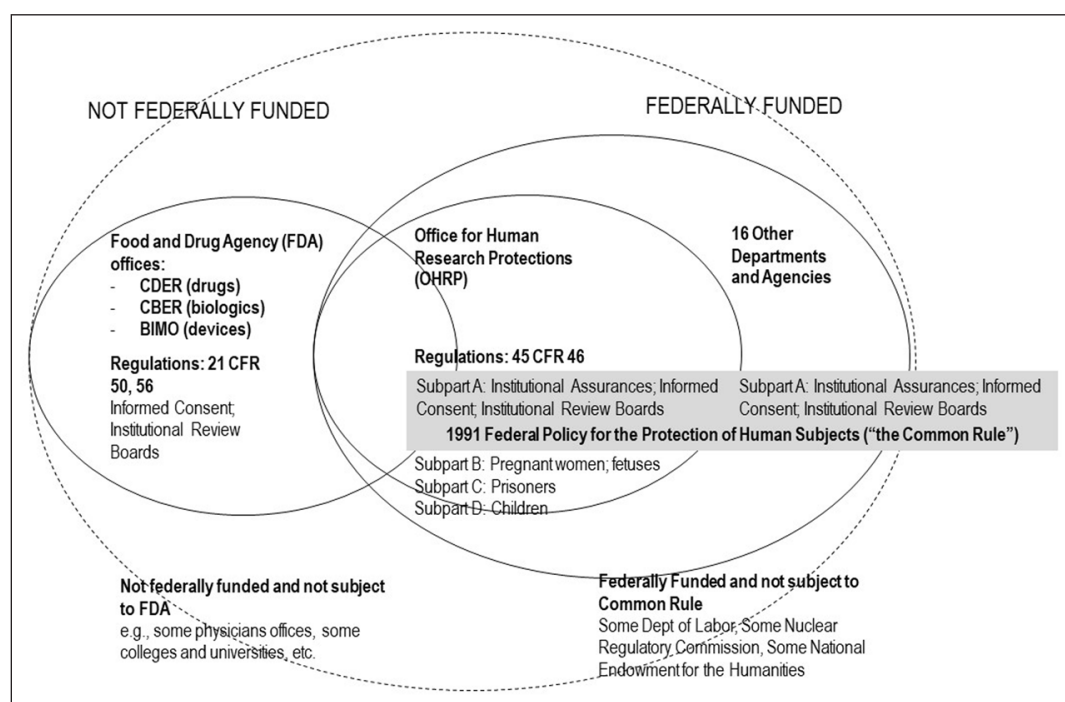 NOT FEDERALLY FUNDED
FEDERALLY FUNDED
Food and Drug Agency (FDA)
offices:
- CDER (drugs)
- CBER (biologics)
- BIMO (devices)
Regulations: 21 CFR
50, 56
Informed Consent;
Institutional Review
Boards
Office for Human
Research Protections
(OHRP)
16 Other
Departments
and Agencies
Regulations: 45 CFR 46
Subpart A: Institutional Assurances; Informed
Consent; Institutional Review Boards
Subpart A: Institutional Assurances; Informed
Consent; Institutional Review Boards
1991 Federal Policy for the Protection of Human Subjects (“the Common Rule”)
Subpart B: Pregnant women; fetuses
Subpart C: Prisoners
Subpart D: Children
Not federally funded and not subject
to FDA
e.g., some physicians offices, some
colleges and universities, etc.
Federally Funded and not subject to
Common Rule
Some Dept of Labor, Some Nuclear
Regulatory Commission, Some National
Endowment for the Humanities